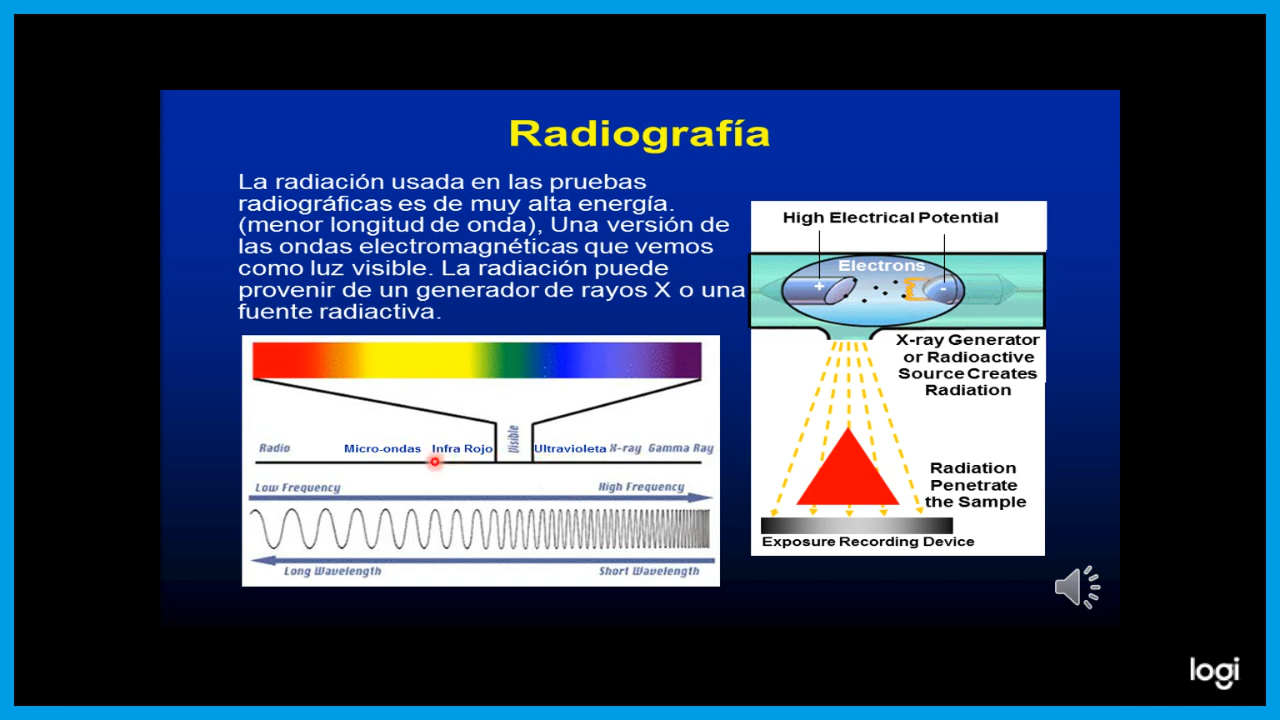 Radiografía
La radiación usada en las pruebas
radiográficas es de muy alta energía.
(menor longitud de onda), Una versión de
las ondas electromagnéticas que vemos
como luz visible. La radiación puede
provenir de un generador de rayos X o una
fuente radiactiva.
Radio Micro-ondas Infra Rojo Visible Ultravioleta X-ray Gamma Ray
Low Frequency High Frequency
Long Wavelength Short Wavelength
High Electrical Potential
Electrons
+ -
X-ray Generator
or Radioactive
Source Creates
Radiation
Radiation
Penetrate
the Sample
Exposure Recording Device
logi